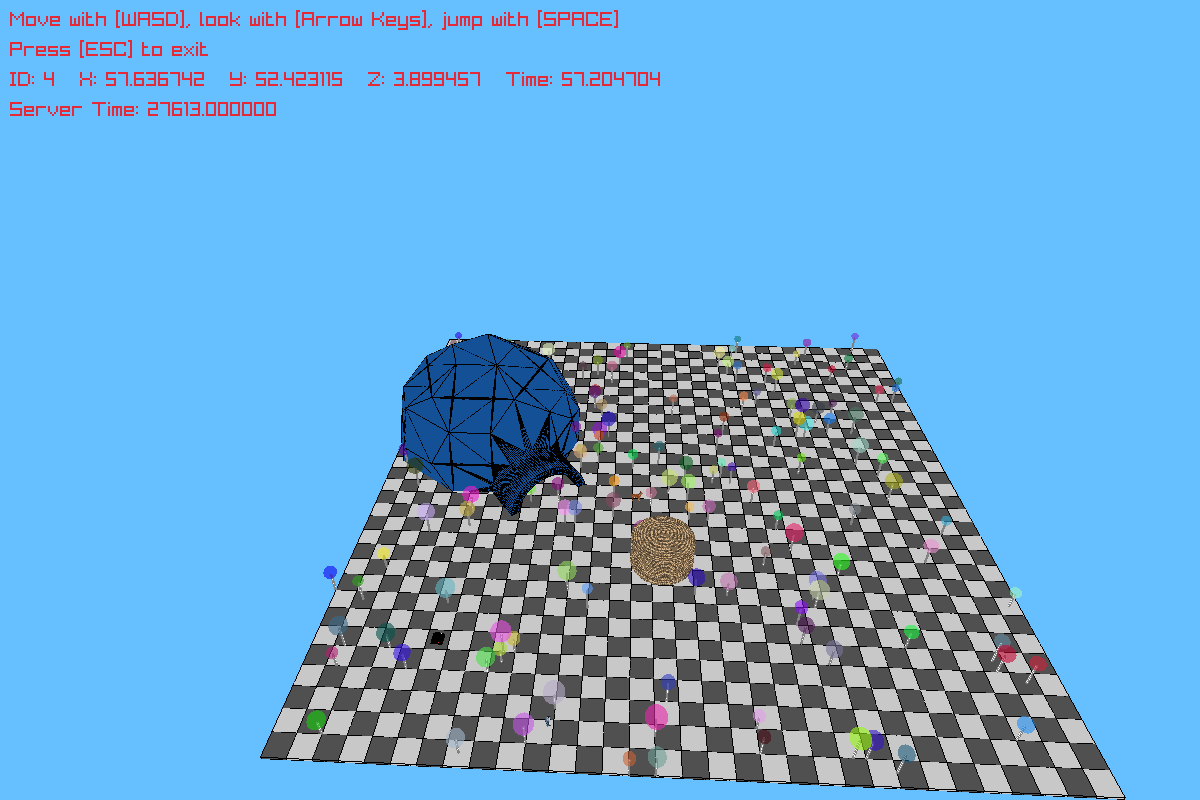 Move with [WASD], look with [Arrow Keys], jump with [SPACE]
Press [ESC] to exit
ID: 4 X: 57.636742 Y: 52.423115 Z: 3.899457 Time: 57.204704
Server Time: 27613.000000